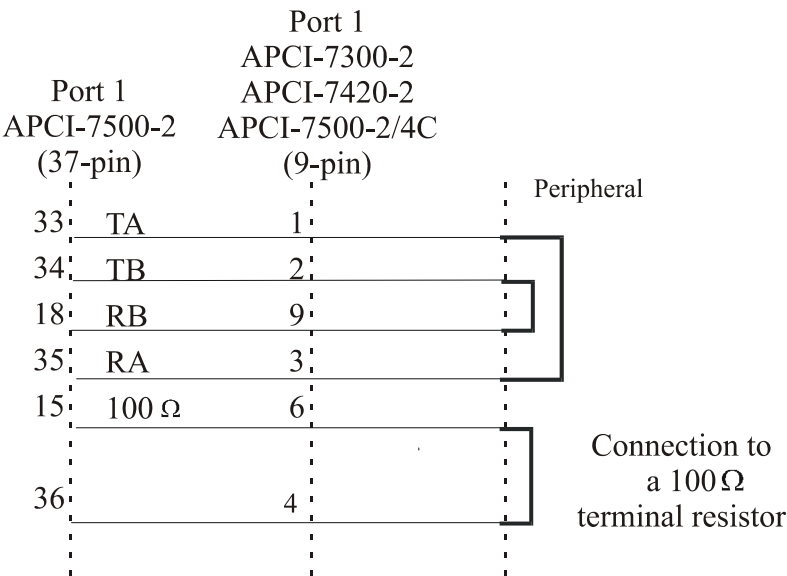 Port 1
APCI-7500-2
(37-pin)
Port 1
APCI-7300-2
APCI-7420-2
APCI-7500-2/4C
(9-pin)
Peripheral
33 TA 1
34 TB 2
18 RB 9
35 RA 3
15 100 Ω 6
36 4
Connection to
a 100 Ω
terminal resistor